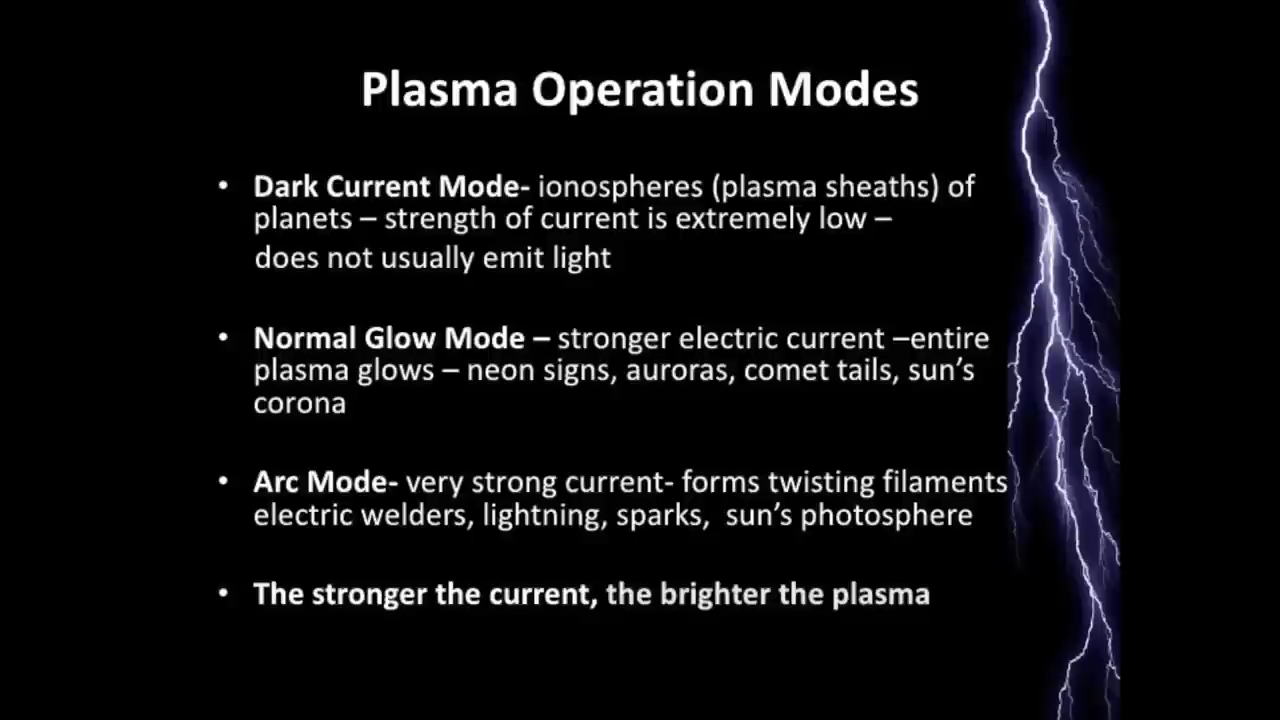 Plasma Operation Modes
• Dark Current Mode- ionospheres (plasma sheaths) of
planets – strength of current is extremely low –
does not usually emit light
• Normal Glow Mode – stronger electric current –entire
plasma glows – neon signs, auroras, comet tails, sun’s
corona
• Arc Mode- very strong current- forms twisting filaments
electric welders, lightning, sparks,  sun’s photosphere
• The stronger the current, the brighter the plasma